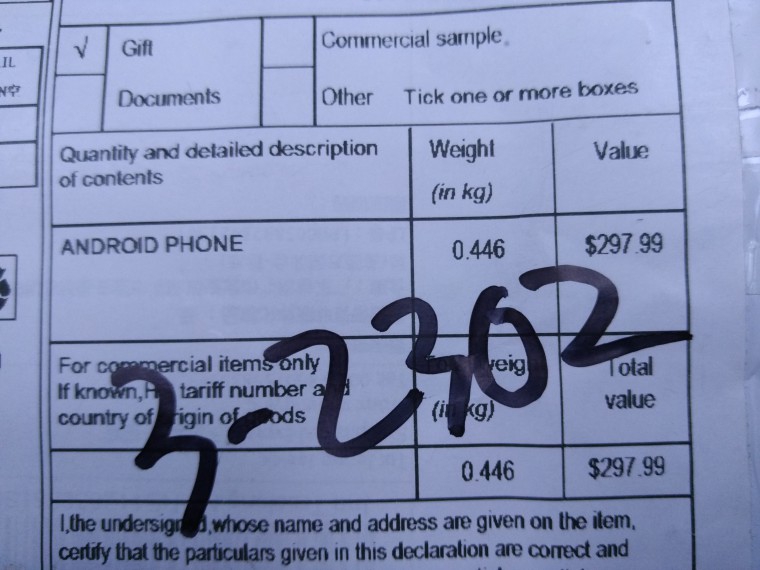 √ Gift Commercial sample.
Documents Other Tick one or more boxes
Quantity and detailed description of contents Weight (in kg) Value
ANDROID PHONE 0.446 $297.99
For commercial items only
If known, tariff number and
country of origin of goods
(in kg)
Total
value
3-2302
0.446 $297.99
I,the undersigned,whose name and address are given on the item,
certify that the particulars given in this declaration are correct and